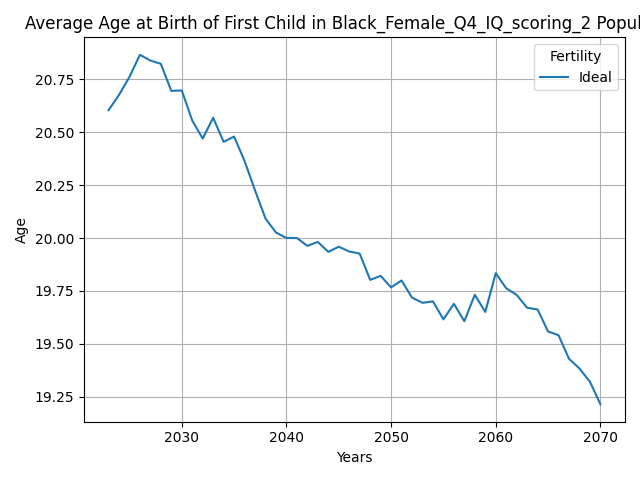 Average Age at Birth of First Child in Black_Female_Q4_IQ_scoring_2 Popul
Fertility
Ideal
Age
20.75
20.50
20.25
20.00
19.75
19.50
19.25
2030 2040 2050 2060 2070
Years